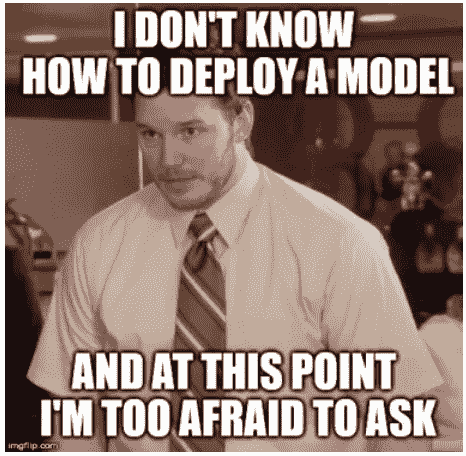 I DON'T KNOW
HOW TO DEPLOY A MODEL
AND AT THIS POINT
I'M TOO AFRAID TO ASK
imgflip.com